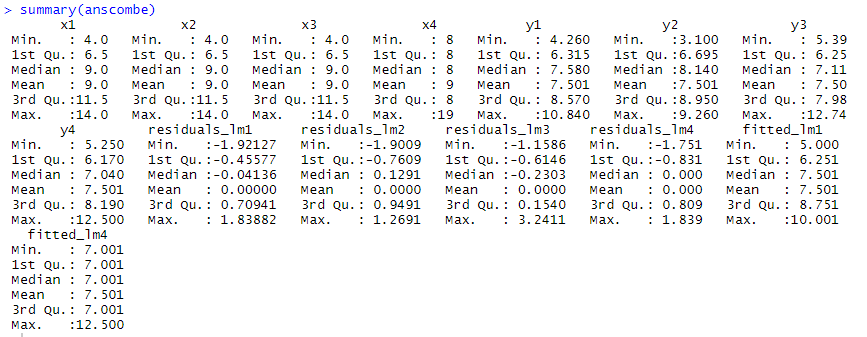 > summary(anscombe)
x1 x2 x3 x4 y1 y2 y3
Min. : 4.0 Min. : 4.0 Min. : 4.0 Min. : 8 Min. : 4.260 Min. :3.100 Min. : 5.39
1st Qu.: 6.5 1st Qu.: 6.5 1st Qu.: 6.5 1st Qu.: 8 1st Qu.: 6.315 1st Qu.:6.695 1st Qu.: 6.25
Median : 9.0 Median : 9.0 Median : 9.0 Median : 8 Median : 7.580 Median :8.140 Median : 7.11
Mean : 9.0 Mean : 9.0 Mean : 9.0 Mean : 9 Mean : 7.501 Mean :7.501 Mean : 7.50
3rd Qu.:11.5 3rd Qu.:11.5 3rd Qu.:11.5 3rd Qu.: 8 3rd Qu.: 8.570 3rd Qu.:8.950 3rd Qu.: 7.98
Max. :14.0 Max. :14.0 Max. :14.0 Max. :19 Max. :10.840 Max. :9.260 Max. :12.74
y4 residuals_lm1 residuals_lm2 residuals_lm3 residuals_lm4 fitted_lm1
Min. : 5.250 Min. :-1.92127 Min. :-1.9009 Min. :-1.1586 Min. :-1.751 Min. : 5.000
1st Qu.: 6.170 1st Qu.:-0.45577 1st Qu.:-0.7609 1st Qu.:-0.6146 1st Qu.:-0.831 1st Qu.: 6.251
Median : 7.040 Median :-0.04136 Median : 0.1291 Median :-0.2303 Median : 0.000 Median : 7.501
Mean : 7.501 Mean : 0.00000 Mean : 0.0000 Mean : 0.0000 Mean : 0.000 Mean : 7.501
3rd Qu.: 8.190 3rd Qu.: 0.70941 3rd Qu.: 0.9491 3rd Qu.: 0.1540 3rd Qu.: 0.809 3rd Qu.: 8.751
Max. :12.500 Max. : 1.83882 Max. : 1.2691 Max. : 3.2411 Max. : 1.839 Max. :10.001
fitted_lm4
Min. : 7.001
1st Qu.: 7.001
Median : 7.001
Mean : 7.501
3rd Qu.: 7.001
Max. :12.500